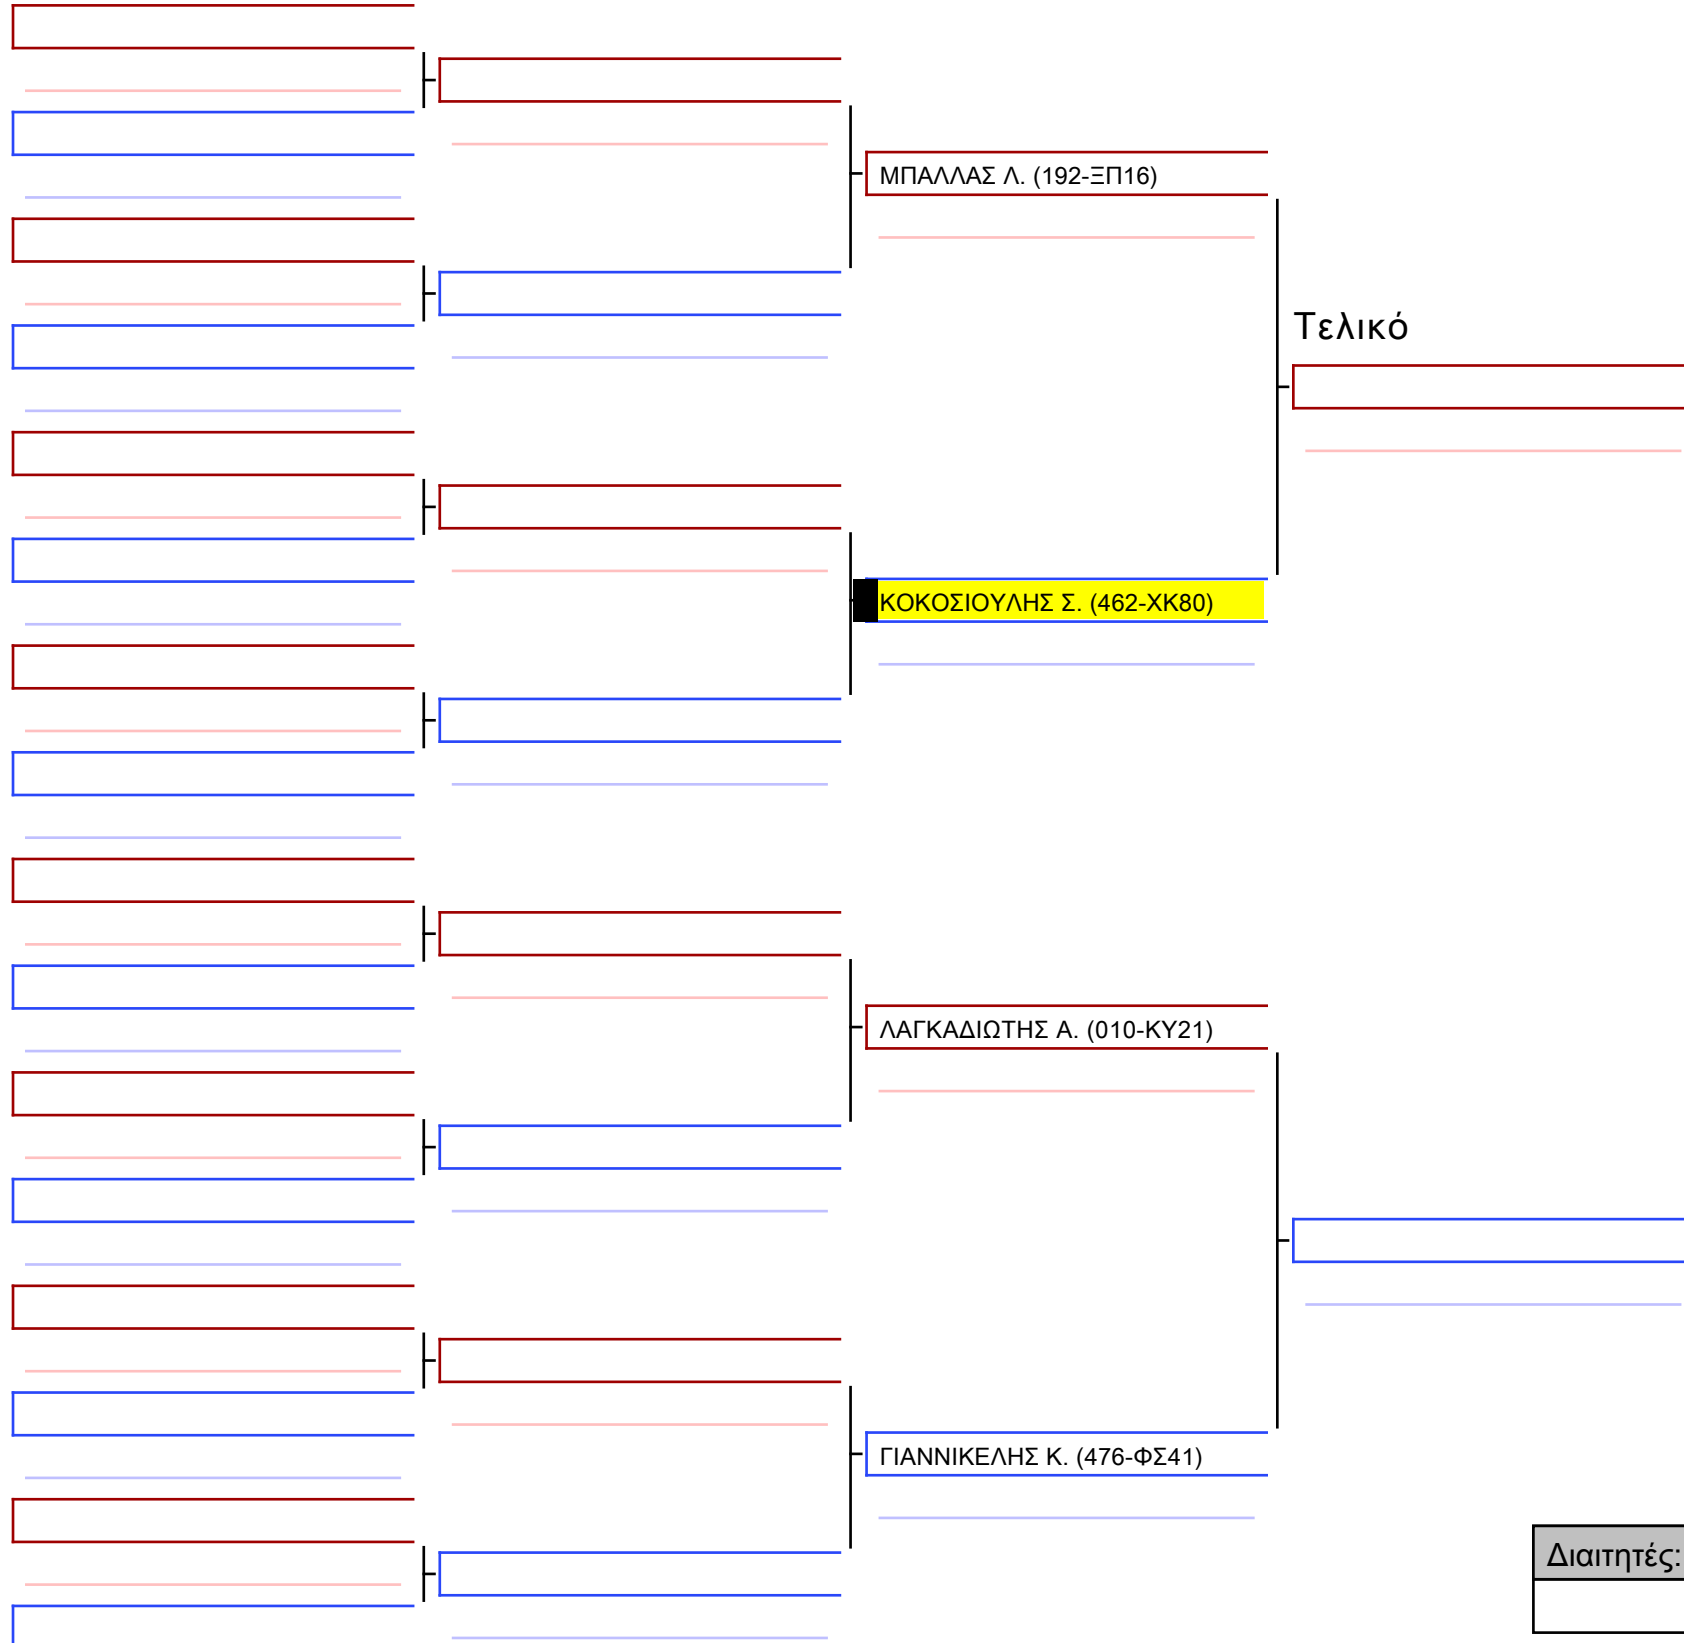 ΜΠΑΛΛΑΣ Λ. (192-ΞΠ16)
Τελικό
ΚΟΚΟΣΙΟΥΛΗΣ Σ. (462-ΧΚ80)
ΛΑΓΚΑΔΙΩΤΗΣ Α. (010-ΚΥ21)
ΓΙΑΝΝΙΚΕΛΗΣ Κ. (476-ΦΣ41)
Διαιτητές: